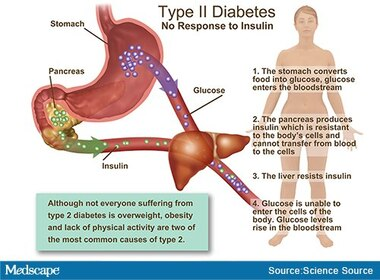 Type II Diabetes
No Response to Insulin
Stomach
Pancreas
Glucose
Insulin
1. The stomach converts
food into glucose, glucose
enters the bloodstream
2. The pancreas produces
insulin which is resistant
to the body's cells and
cannot transfer from blood
to the cells
3. The liver resists insulin
4. Glucose is unable to
enter the cells of the
body. Glucose levels
rise in the bloodstream
Although not everyone suffering from
type 2 diabetes is overweight, obesity
and lack of physical activity are two of
the most common causes of type 2.
Medscape
Source:Science Source